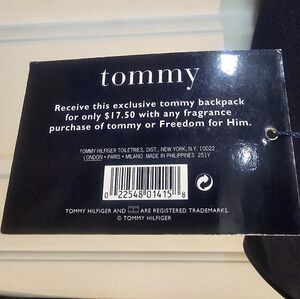 tommy
Receive this exclusive tommy backpack
for only $17.50 with any fragrance
purchase of tommy or Freedom for Him.
TOMMY HILFIGER TOILETRIES, DIST., NEW YORK, N.Y. 10022
LONDON • PARIS • MILANO MADE IN PHILIPPINES 251Y
0 22548 01415 8
TOMMY HILFIGER AND ARE REGISTERED TRADEMARKS.
© TOMMY HILFIGER